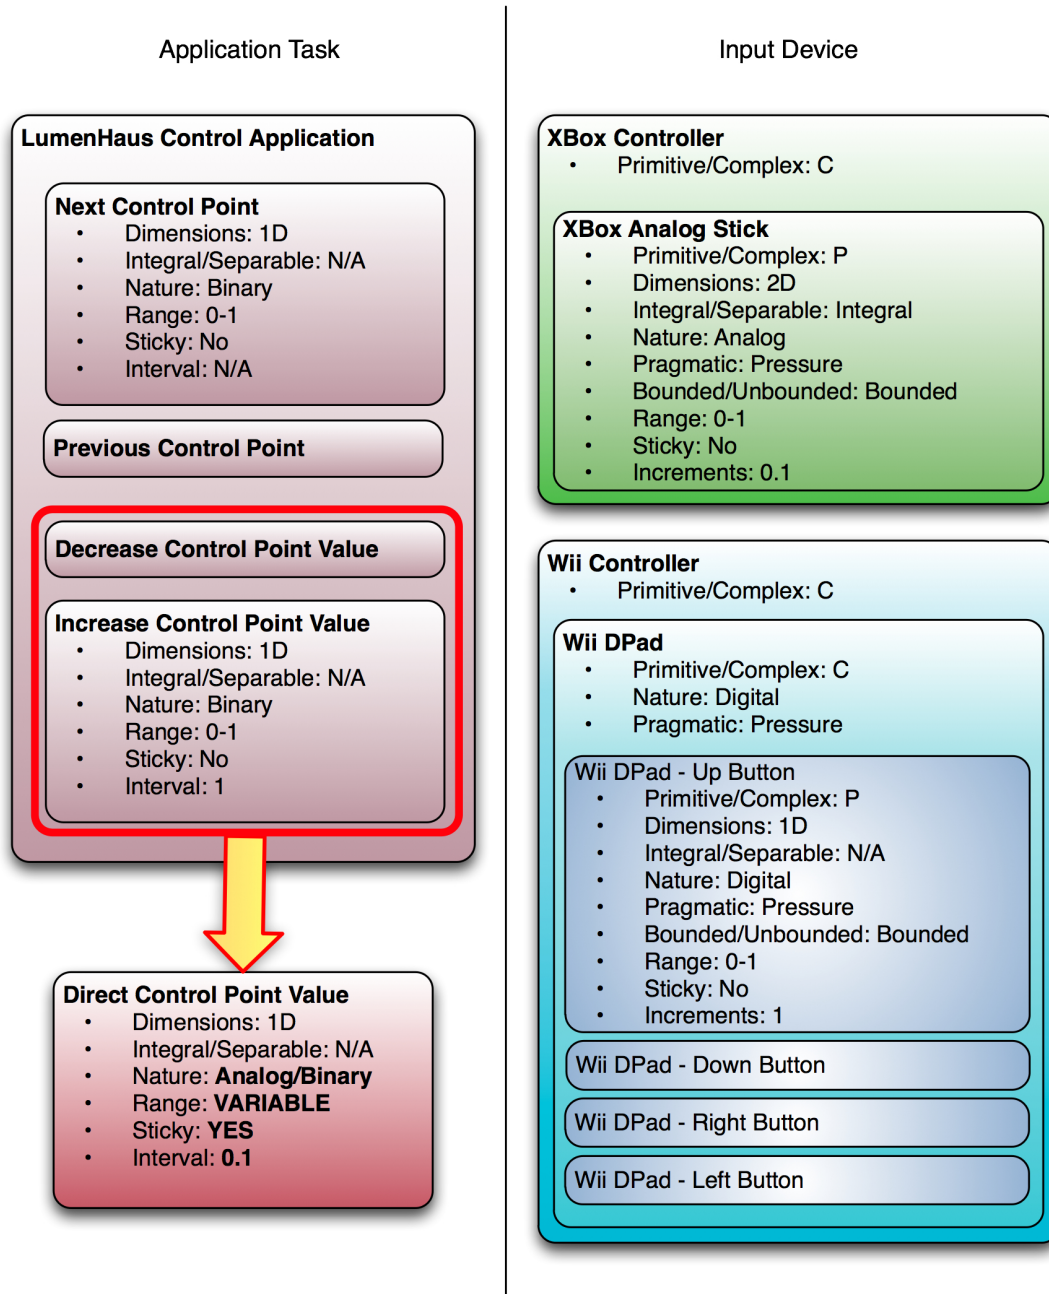 Application Task
LumenHaus Control Application
Next Control Point
• Dimensions: 1D
• Integral/Separable: N/A
• Nature: Binary
• Range: 0-1
• Sticky: No
• Interval: N/A
Previous Control Point
Decrease Control Point Value
Increase Control Point Value
• Dimensions: 1D
• Integral/Separable: N/A
• Nature: Binary
• Range: 0-1
• Sticky: No
• Interval: 1
Direct Control Point Value
• Dimensions: 1D
• Integral/Separable: N/A
• Nature: Analog/Binary
• Range: VARIABLE
• Sticky: YES
• Interval: 0.1
Input Device
XBox Controller
• Primitive/Complex: C
XBox Analog Stick
• Primitive/Complex: P
• Dimensions: 2D
• Integral/Separable: Integral
• Nature: Analog
• Pragmatic: Pressure
• Bounded/Unbounded: Bounded
• Range: 0-1
• Sticky: No
• Increments: 0.1
Wii Controller
• Primitive/Complex: C
Wii DPad
• Primitive/Complex: C
• Nature: Digital
• Pragmatic: Pressure
Wii DPad - Up Button
• Primitive/Complex: P
• Dimensions: 1D
• Integral/Separable: N/A
• Nature: Digital
• Pragmatic: Pressure
• Bounded/Unbounded: Bounded
• Range: 0-1
• Sticky: No
• Increments: 1
Wii DPad - Down Button
Wii DPad - Right Button
Wii DPad - Left Button